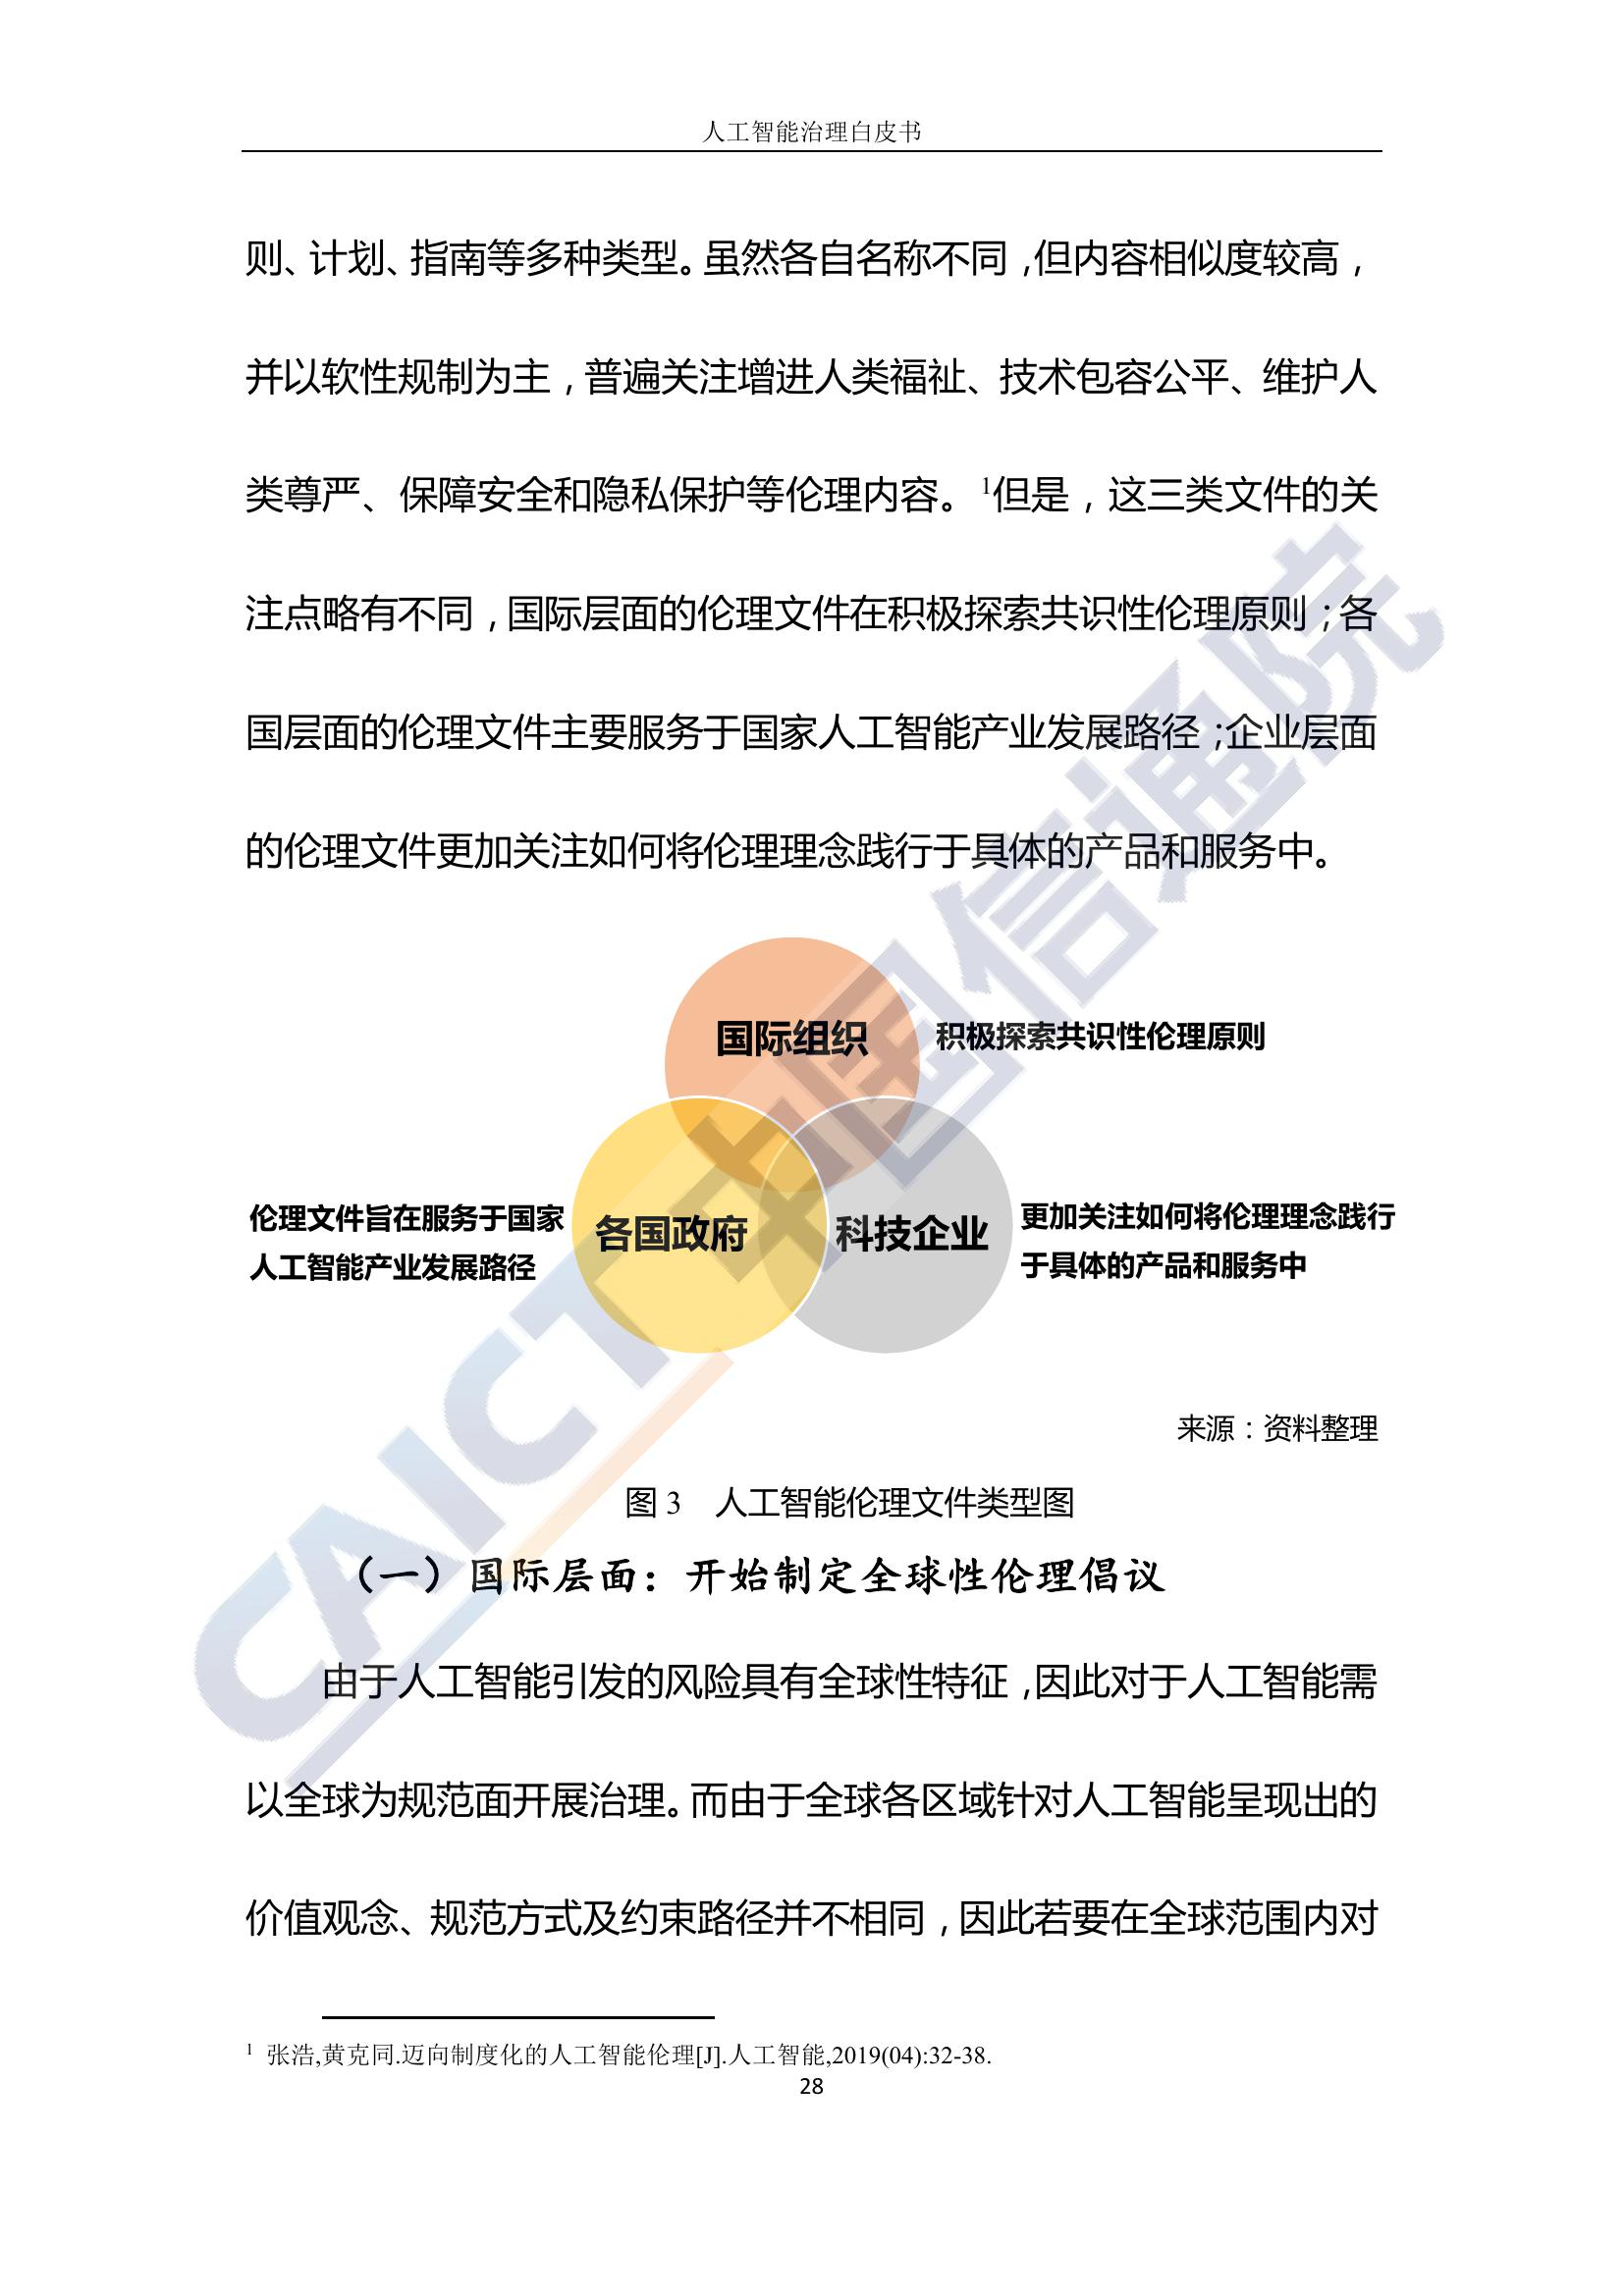 人工智能治理白皮书
则、计划、指南等多种类型。虽然各自名称不同，但内容相似度较高，
并以软性规制为主，普遍关注增进人类福祉、技术包容公平、维护人
类尊严、保障安全和隐私保护等伦理内容。1但是，这三类文件的关
注点略有不同，国际层面的伦理文件在积极探索共识性伦理原则；各
国层面的伦理文件主要服务于国家人工智能产业发展路径；企业层面
的伦理文件更加关注如何将伦理理念践行于具体的产品和服务中。
国际组织
积极探索共识性伦理原则
伦理文件旨在服务于国家
人工智能产业发展路径
各国政府
科技企业
更加关注如何将伦理理念践行
于具体的产品和服务中
来源：资料整理
图 3 人工智能伦理文件类型图
（一）国际层面：开始制定全球性伦理倡议
由于人工智能引发的风险具有全球性特征，因此对于人工智能需
以全球为规范面开展治理。而由于全球各区域针对人工智能呈现出的
价值观念、规范方式及约束路径并不相同，因此若要在全球范围内对
1 张浩,黄克同.迈向制度化的人工智能伦理[J].人工智能,2019(04):32-38.
28
CAICT 中国信通院